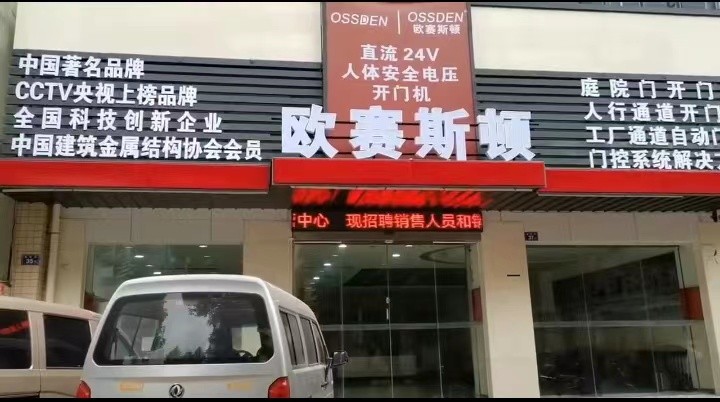 OSSDEN | OSSDEN®
欧赛斯顿
直流24V
人体安全电压
开门机
中国著名品牌
CCTV央视上榜品牌
全国科技创新企业
中国建筑金属结构协会会员
欧赛斯顿
庭院门开门
人行通道开门
工厂通道自动门
门控系统解决
中心 现招聘销售人员和销